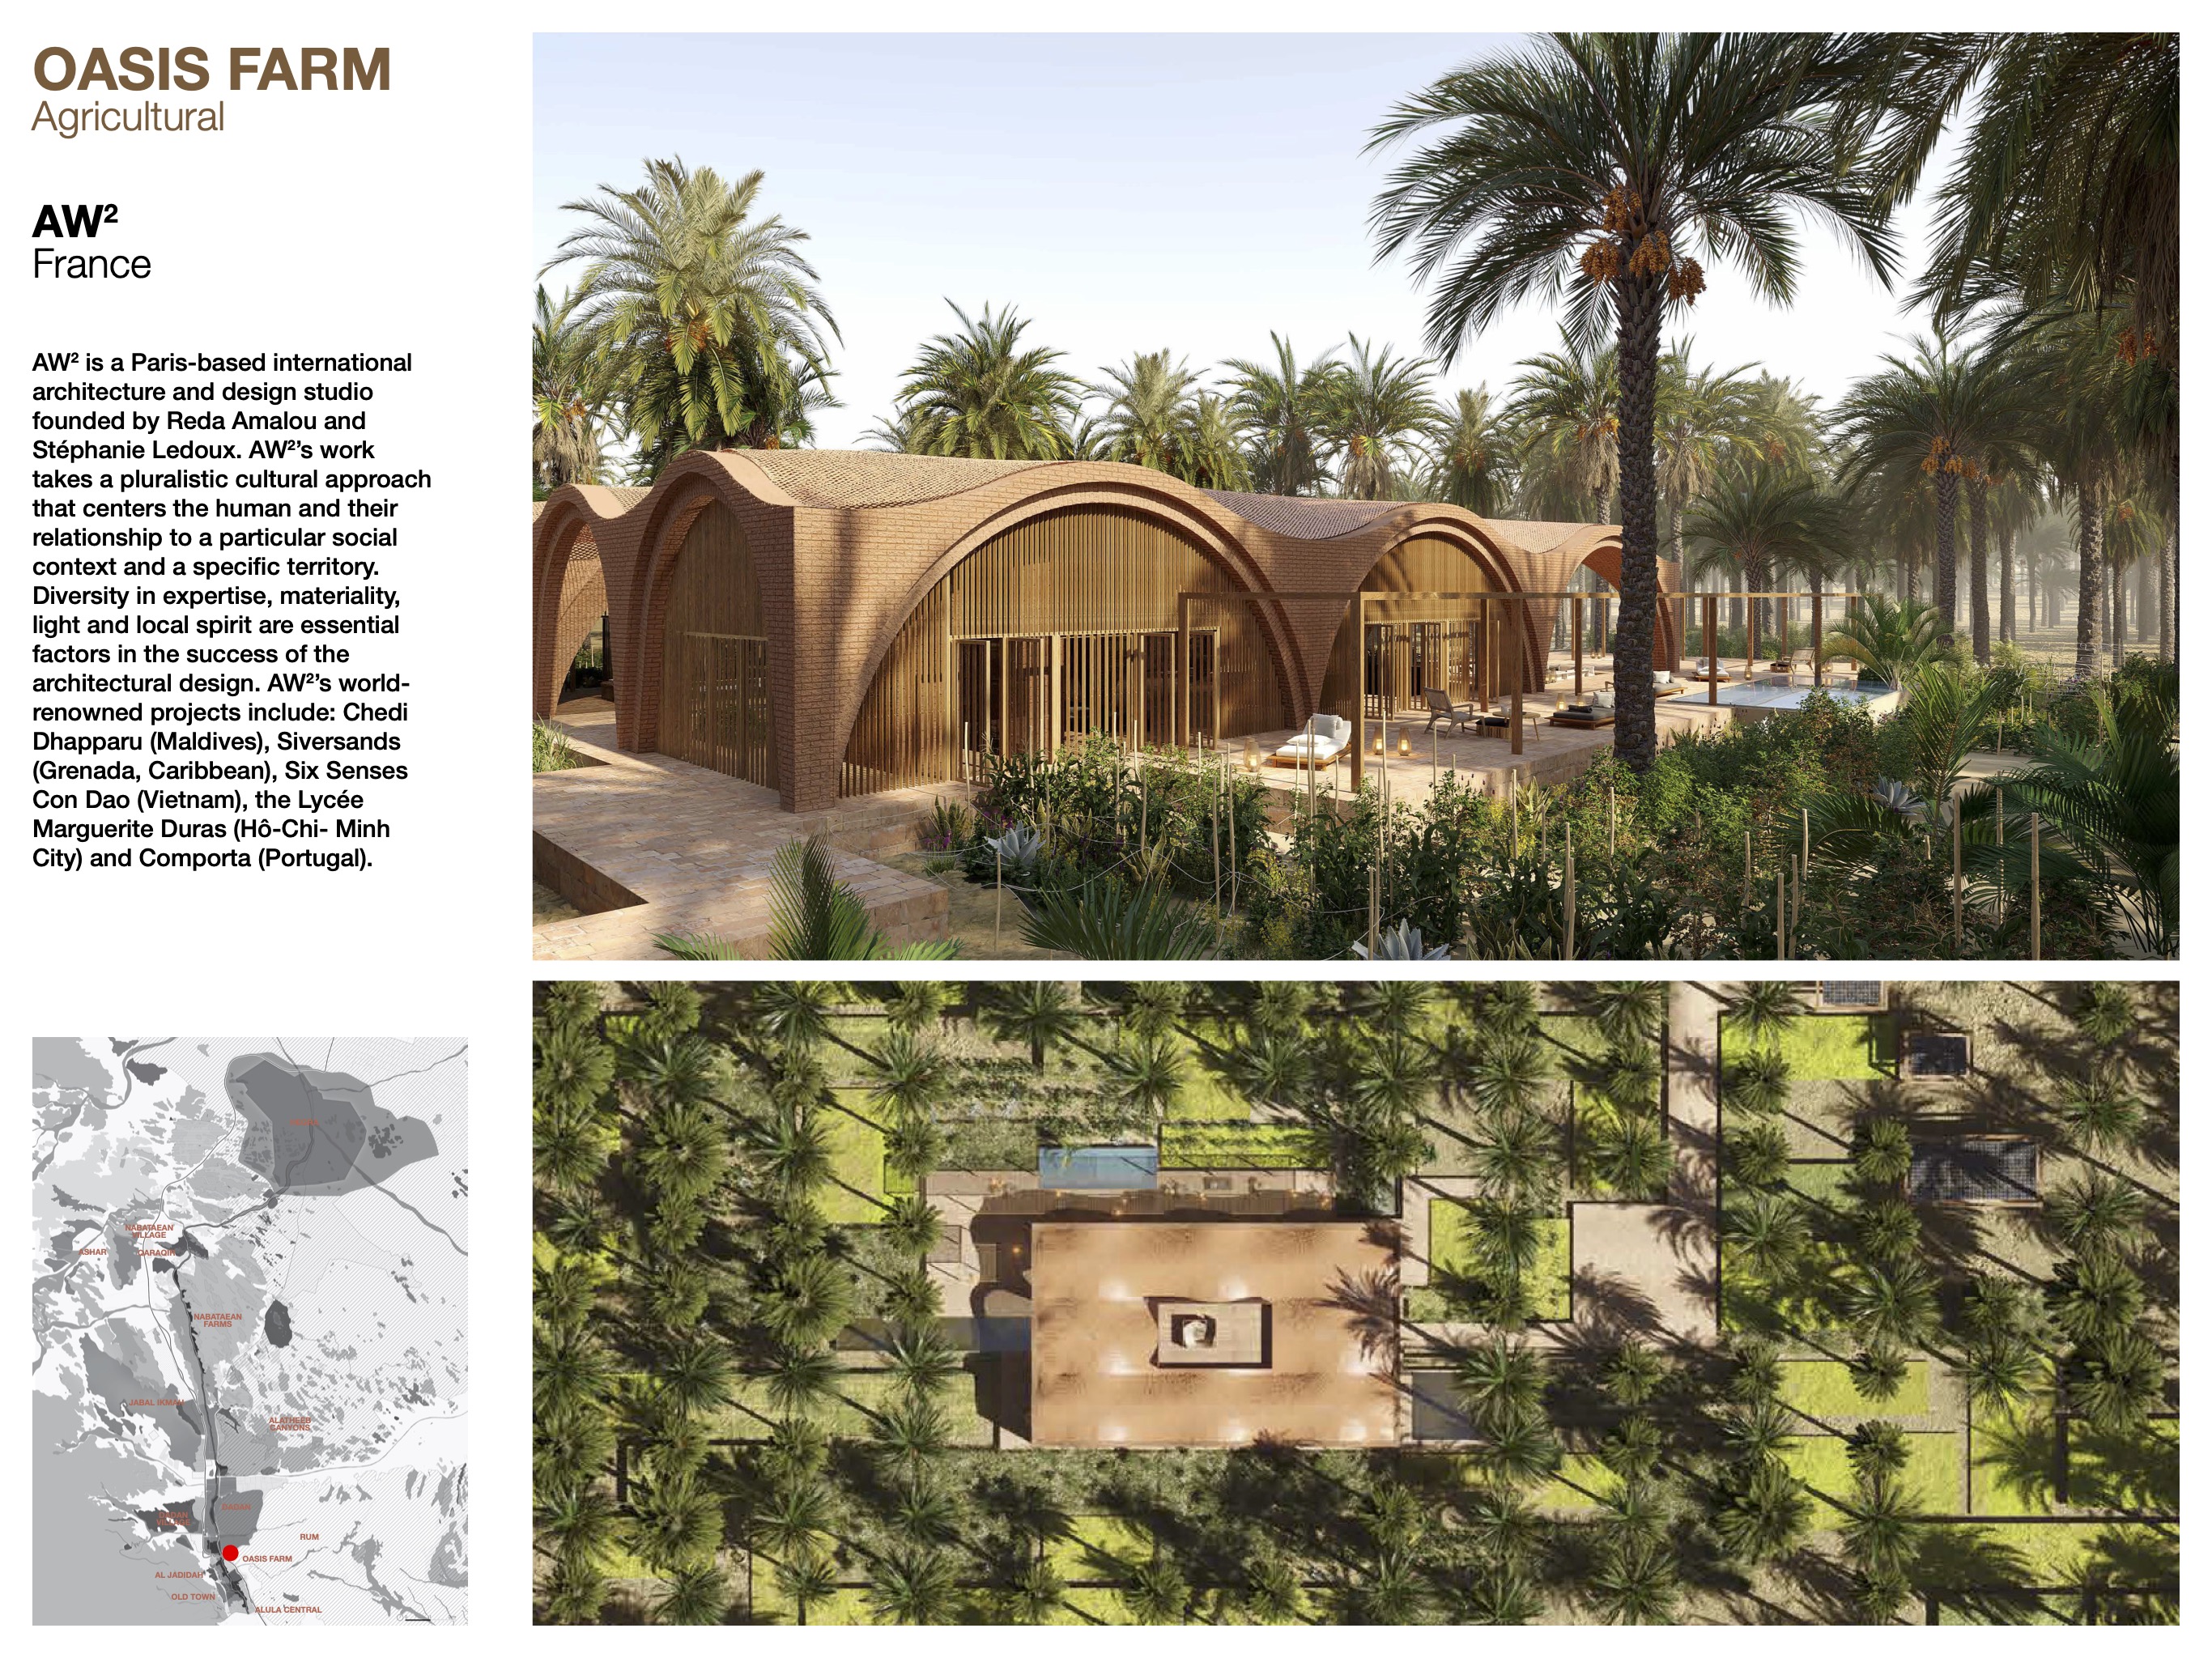 OASIS FARM
Agricultural
AW²
France
AW² is a Paris-based international
architecture and design studio
founded by Reda Amalou and
Stéphanie Ledoux. AW²’s work
takes a pluralistic cultural approach
that centers the human and their
relationship to a particular social
context and a specific territory.
Diversity in expertise, materiality,
light and local spirit are essential
factors in the success of the
architectural design. AW²’s world-
renowned projects include: Chedi
Dhapparu (Maldives), Siversands
(Grenada, Caribbean), Six Senses
Con Dao (Vietnam), the Lycée
Marguerite Duras (Hô-Chi- Minh
City) and Comporta (Portugal).
NABATAEAN
VILLAGE
ASHAR
QARAQIR
NABATAEAN
FARMS
JABAL IKMAH
ALATHEEB
CANYONS
DADAN
RUM
OASIS FARM
AL JADIDAH
OLD TOWN
ALULA CENTRAL